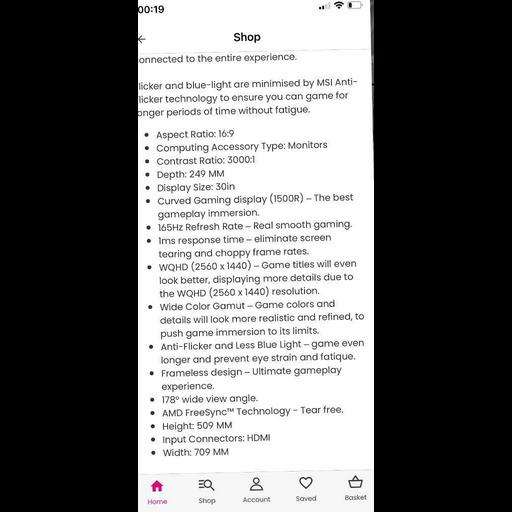 00:19
Shop
onnected to the entire experience.
licker and blue-light are minimised by MSI Anti-
licker technology to ensure you can game for
onger periods of time without fatigue.
Aspect Ratio: 16:9
Computing Accessory Type: Monitors
Contrast Ratio: 3000:1
Depth: 249 MM
Display Size: 30in
Curved Gaming display (1500R) – The best
gameplay immersion.
165Hz Refresh Rate – Real smooth gaming.
1ms response time – eliminate screen
tearing and choppy frame rates.
WQHD (2560 x 1440) – Game titles will even
look better, displaying more details due to
the WQHD (2560 x 1440) resolution.
Wide Color Gamut – Game colors and
details will look more realistic and refined, to
push game immersion to its limits.
Anti-Flicker and Less Blue Light – game even
longer and prevent eye strain and fatique.
Frameless design – Ultimate gameplay
experience.
178° wide view angle.
AMD FreeSync™ Technology - Tear free.
Height: 509 MM
Input Connectors: HDMI
Width: 709 MM
Home Shop Account Saved Basket